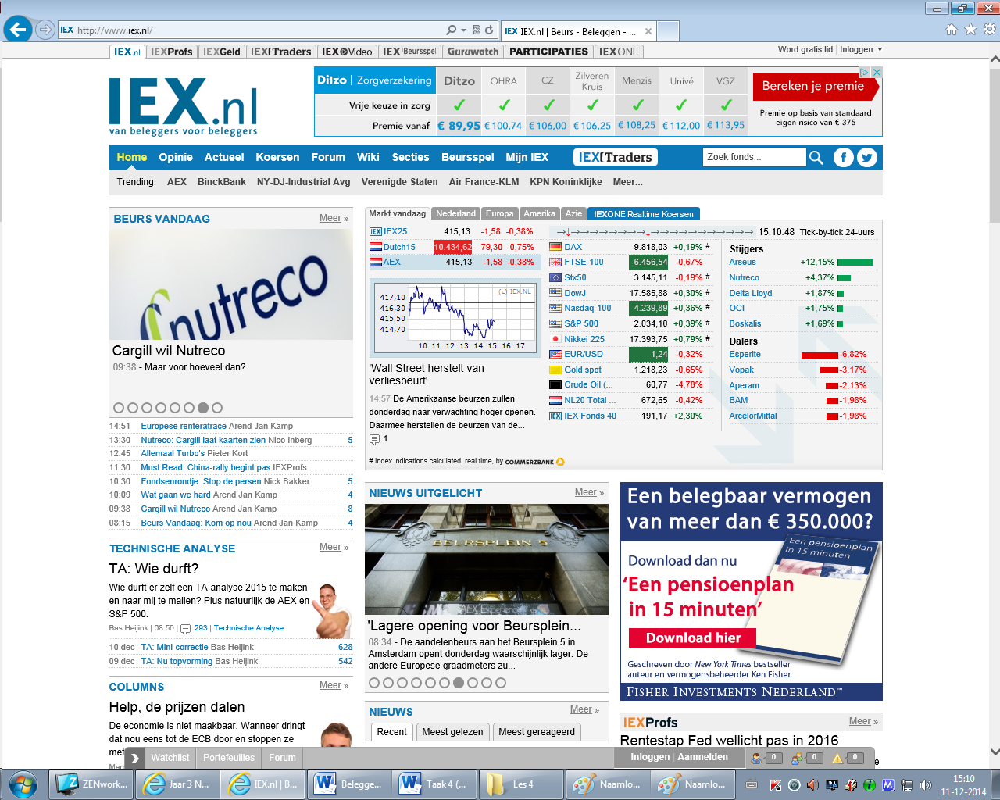 http://www.iex.nl/
IEX IEX.nl | Beurs - Beleggen - ...
IEX.nl
IEXProfs
IEXGeld
IEX Traders
IEX Video
IEX Beursspel
Guruwatch
PARTICIPATIES
IEXONE
Word gratis lid | Inloggen
IEX.nl
van beleggers voor beleggers
Ditzo | Zorgverzekering
Ditzo OHRA CZ Zilveren Kruis Menzis Univé VGZ
Vrije keuze in zorg
Premie vanaf € 89,95 € 100,74 € 106,00 € 106,25 € 108,25 € 112,00 € 113,95
Bereken je premie
Premie op basis van standaard
eigen risico van € 375
Home Opinie Actueel Koersen Forum Wiki Secties Beursspel Mijn IEX
IEX Traders
Zoek fonds...
Trending: AEX BinckBank NY-DJ-Industrial Avg Verenigde Staten Air France-KLM KPN Koninklijke Meer...
BEURS VANDAAG Meer »
nutreco
Cargill wil Nutreco
09:38 - Maar voor hoeveel dan?
14:51 Europese renteratrace Arend Jan Kamp
13:30 Nutreco: Cargill laat kaarten zien Nico Inberg 5
12:45 Allemaal Turbo's Pieter Kort
11:30 Must Read: China-rally begint pas IEXProfs ...
10:30 Fondsenrondje: Stop de persen Nick Bakker 5
10:09 Wat gaan we hard Arend Jan Kamp 4
09:38 Cargill wil Nutreco Arend Jan Kamp 8
08:15 Beurs Vandaag: Kom op nou Arend Jan Kamp 4
TECHNISCHE ANALYSE Meer »
TA: Wie durft?
Wie durft er zelf een TA-analyse 2015 te maken
en naar mij te mailen? Plus natuurlijk de AEX en
S&P 500.
Bas Heijink | 08:50 | 293 | Technische Analyse
10 dec TA: Mini-correctie Bas Heijink 628
09 dec TA: Nu topvorming Bas Heijink 542
COLUMNS Meer »
Help, de prijzen dalen
De economie is niet maakbaar. Wanneer dringt
dat nou eens tot de ECB door en stoppen ze
Markt vandaag Nederland Europa Amerika Azie IEXONE Realtime Koersen
IEX25 415,13 -1,58 -0,38%
Dutch15 10.434,62 -79,30 -0,75%
AEX 415,13 -1,58 -0,38%
(c) IEX.NL
417,10
416,30
415,50
414,70
10 11 12 13 14 15 16 17
'Wall Street herstelt van
verliesbeurt'
14:57 De Amerikaanse beurzen zullen
donderdag naar verwachting hoger openen.
Daarmee herstellen de beurzen van de...
1
# Index indications calculated, real time, by COMMERZBANK
15:10:48 Tick-by-tick 24-uurs
DAX 9.818,03 +0,19% #
FTSE-100 6.456,54 -0,67%
Stx50 3.145,11 -0,19% #
DowJ 17.585,88 +0,30% #
Nasdaq-100 4.239,89 +0,36% #
S&P 500 2.034,10 +0,39% #
Nikkei 225 17.393,75 +0,79% #
EUR/USD 1,24 -0,32%
Gold spot 1.218,23 -0,65%
Crude Oil (... 60,77 -4,78%
NL20 Total ... 672,65 -0,42%
IEX Fonds 40 191,17 +2,30%
Stijgers
Arseus +12,15%
Nutreco +4,37%
Delta Lloyd +1,87%
OCI +1,75%
Boskalis +1,69%
Dalers
Esperite -6,82%
Vopak -3,17%
Aperam -2,13%
BAM -1,98%
ArcelorMittal -1,98%
NIEUWS UITGELICHT Meer »
BEURSPLEIN 5
AEX Experience
'Lagere opening voor Beursplein...
08:34 - De aandelenbeurs aan het Beursplein 5 in
Amsterdam opent donderdag waarschijnlijk lager. De
andere Europese graadmeters zu...
NIEUWS Meer »
Recent Meest gelezen Meest gereageerd
Een belegbaar vermogen
van meer dan € 350.000?
Een pensioenplan
in 15 minuten
Download dan nu
'Een pensioenplan
in 15 minuten'
Download hier
Geschreven door New York Times bestseller
auteur en vermogensbeheerder Ken Fisher.
FISHER INVESTMENTS NEDERLAND™
IEXProfs Meer »
Rentestap Fed wellicht pas in 2016
Watchlist Portefeuilles Forum
Inloggen | Aanmelden 0 0 0
ZENwork...
Jaar 3 N...
IEX.nl | B...
Belegge...
Taak 4 (...
Les 4
Naamlo...
Naamlo...
15:10
11-12-2014